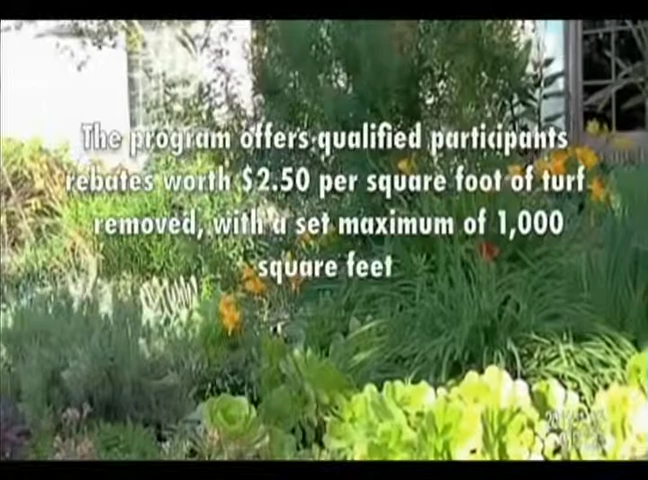 The program offers qualified participants
rebates worth $2.50 per square foot of turf
removed, with a set maximum of 1,000
square feet